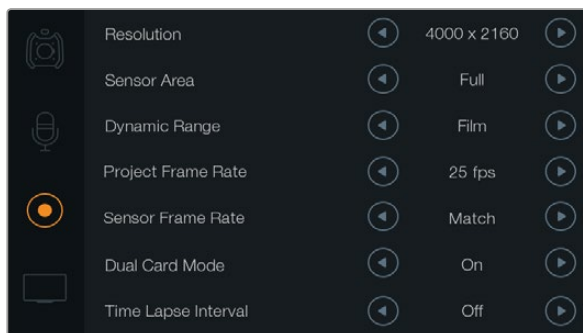 Resolution 4000 x 2160
Sensor Area Full
Dynamic Range Film
Project Frame Rate 25 fps
Sensor Frame Rate Match
Dual Card Mode On
Time Lapse Interval Off